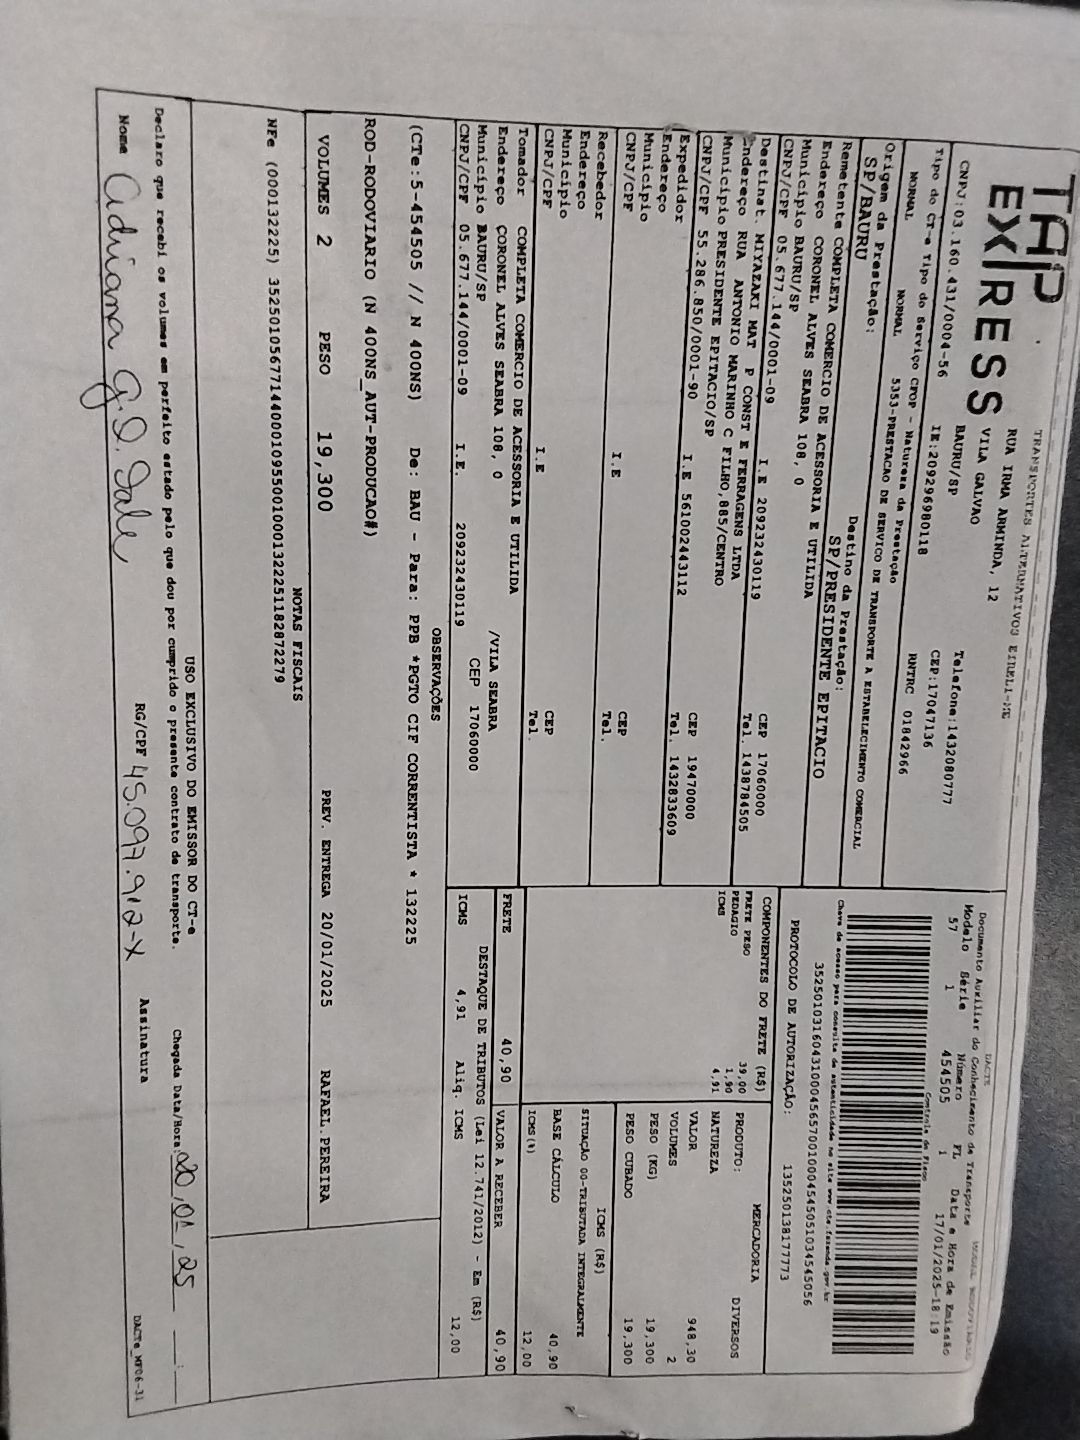 TRANSPORTES ALTERNATIVOS EIRELI-ME
TAP EXPRESS
RUA IRMA ARMINDA, 12
VILA GALVAO
BAURU/SP
Telefone:1432080777
CNPJ:03.160.431/0004-56 IE:209296980118 CEP:17047136
Tipo do CT-e Tipo do Serviço CFOP - Natureza da Prestação RNTRC 01842966
NORMAL NORMAL 5353-PRESTACAO DE SERVICO DE TRANSPORTE A ESTABELECIMENTO COMERCIAL
Origem da Prestação: Destino da Prestação:
SP/BAURU SP/PRESIDENTE EPITACIO
Remetente COMPLETA COMERCIO DE ACESSORIA E UTILIDA
Endereço CORONEL ALVES SEABRA 108, 0
Município BAURU/SP CEP 17060000
CNPJ/CPF 05.677.144/0001-09 I.E 209232430119 Tel. 1438784505
Destinat. MIYAZAKI MAT P CONST E FERRAGENS LTDA
Endereço RUA ANTONIO MARINHO C FILHO,885/CENTRO
Município PRESIDENTE EPITACIO/SP CEP 19470000
CNPJ/CPF 55.286.850/0001-90 I.E 561002443112 Tel. 1432833609
Expedidor
Endereço
Município CEP
CNPJ/CPF I.E Tel.
Recebedor
Endereço
Município CEP
CNPJ/CPF I.E Tel.
Tomador COMPLETA COMERCIO DE ACESSORIA E UTILIDA
Endereço CORONEL ALVES SEABRA 108, 0 /VILA SEABRA
Município BAURU/SP CEP 17060000
CNPJ/CPF 05.677.144/0001-09 I.E. 209232430119
DACTE
Documento Auxiliar do Conhecimento de Transporte
Modelo Série Número FL Data e Hora de Emissão
57 1 454505 1 17/01/2025-18:19
Controle do Fisco
Chave de acesso para consulta de autenticidade no site www.cte.fazenda.gov.br
35250103160431000456570010004545051034545056
PROTOCOLO DE AUTORIZAÇÃO: 135250138177773
COMPONENTES DO FRETE (R$)
FRETE PESO 39,00
PEDAGIO 1,90
ICMS 4,91
MERCADORIA
PRODUTO: DIVERSOS
NATUREZA
VALOR 948,30
VOLUMES 2
PESO (KG) 19,300
PESO CUBADO 19,300
ICMS (R$)
SITUAÇÃO 00-TRIBUTADA INTEGRALMENTE
BASE CÁLCULO 40,90
ICMS(%) 12,00
FRETE 40,90 VALOR A RECEBER 40,90
DESTAQUE DE TRIBUTOS (Lei 12.741/2012) - Em (R$)
ICMS 4,91 Aliq. ICMS 12,00
OBSERVAÇÕES
(CTe:5-454505 // N 400NS) De: BAU - Para: PPB *PGTO CIF CORRENTISTA * 132225
ROD-RODOVIARIO (N 400NS_AUT-PRODUCAO#)
VOLUMES 2 PESO 19,300 PREV. ENTREGA 20/01/2025 RAFAEL.PEREIRA
NOTAS FISCAIS
NFe (000132225) 35250105677144000109550010001322251182872279
USO EXCLUSIVO DO EMISSOR DO CT-e
Declaro que recebi os volumes em perfeito estado pelo que dou por cumprido o presente contrato de transporte. Chegada Data/Hora: 20,01,25 __:__
Nome Adriana G. D. RG/CPF 45.097.912-X Assinatura
DACTe_MF06-31